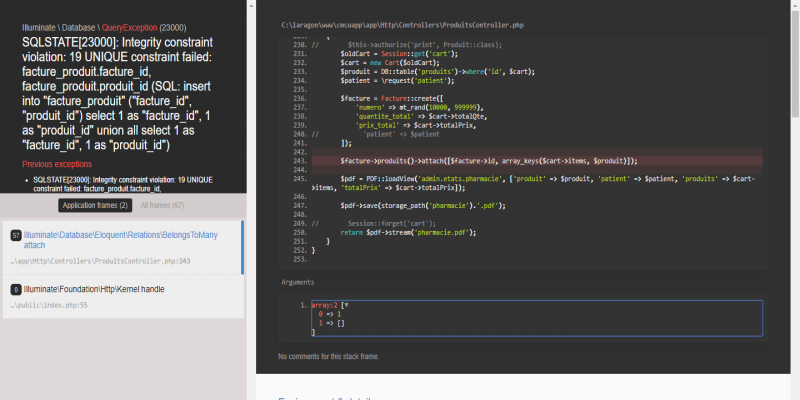 Illuminate \ Database \ QueryException (23000)
SQLSTATE[23000]: Integrity constraint
violation: 19 UNIQUE constraint failed:
facture_produit.facture_id,
facture_produit.produit_id (SQL: insert
into "facture_produit" ("facture_id",
"produit_id") select 1 as "facture_id", 1
as "produit_id" union all select 1 as
"facture_id", 1 as "produit_id")
Previous exceptions
• SQLSTATE[23000]: Integrity constraint violation: 19 UNIQUE
constraint failed: facture_produit.facture_id,
Application frames (2) All frames (67)
57 Illuminate\Database\Eloquent\Relations\BelongsToMany
attach
…\app\Http\Controllers\ProduitsController.php:243
0 Illuminate\Foundation\Http\Kernel handle
…\public\index.php:55
C:\laragon\www\cmcuapp\app\Http\Controllers\ProduitsController.php
230. // $this->authorize('print', Produit::class);
231. $oldCart = Session::get('cart');
232. $cart = new Cart($oldCart);
233. $produit = DB::table('produits')->where('id', $cart);
234. $patient = \request('patient');
235.
236. $facture = Facture::create([
237. 'numero' => mt_rand(10000, 999999),
238. 'quantite_total' => $cart->totalQte,
239. 'prix_total' => $cart->totalPrix,
240. // 'patient' => $patient
241. ]);
242.
243. $facture->produits()->attach([$facture->id, array_keys($cart->items, $produit)]);
244.
245. $pdf = PDF::loadView('admin.etats.pharmacie', ['produit' => $produit, 'patient' => $patient, 'produits' => $cart-
>items, 'totalPrix' => $cart->totalPrix]);
246.
247. $pdf->save(storage_path('pharmacie').'.pdf');
248.
249. // Session::forget('cart');
250. return $pdf->stream('pharmacie.pdf');
251. }
252. }
253.
Arguments
1. array:2 [▼
0 => 1
1 => []
]
No comments for this stack frame.